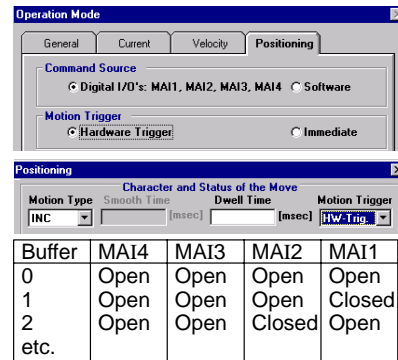 Operation Mode
General Current Velocity Positioning
Command Source
Digital I/O's: MAI1, MAI2, MAI3, MAI4 Software
Motion Trigger
Hardware Trigger Immediate
Positioning
Character and Status of the Move
Motion Type Smooth Time Dwell Time Motion Trigger
INC [msec] [msec] HW-Trig.
Buffer MAI4 MAI3 MAI2 MAI1
0 Open Open Open Open
1 Open Open Open Closed
2 Open Open Closed Open
etc.